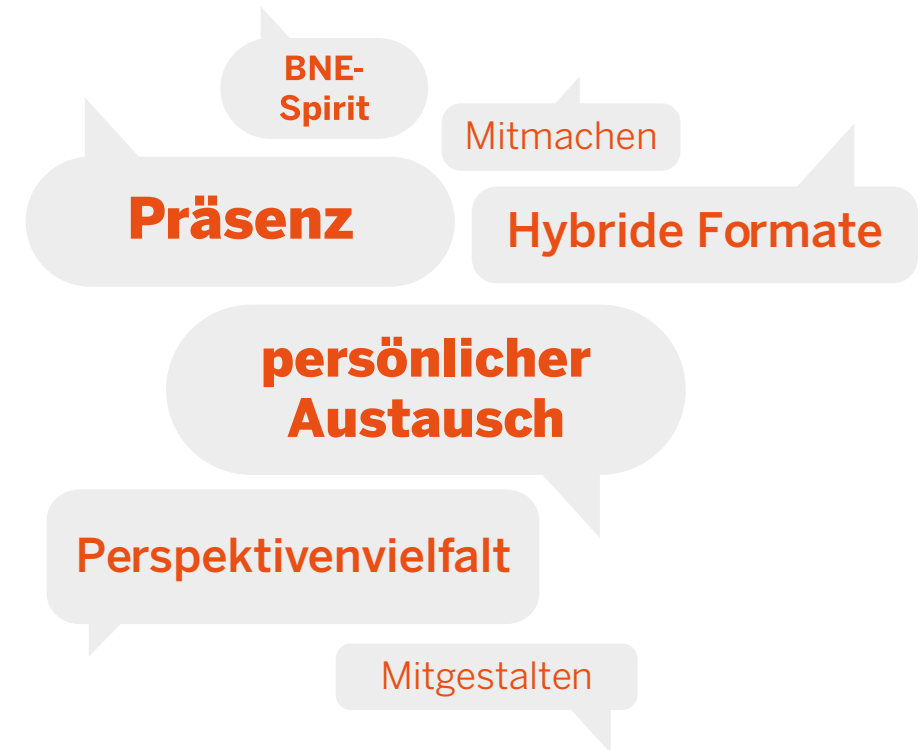 BNE-
Spirit
Mitmachen
Präsenz
Hybride Formate
persönlicher
Austausch
Perspektivenvielfalt
Mitgestalten